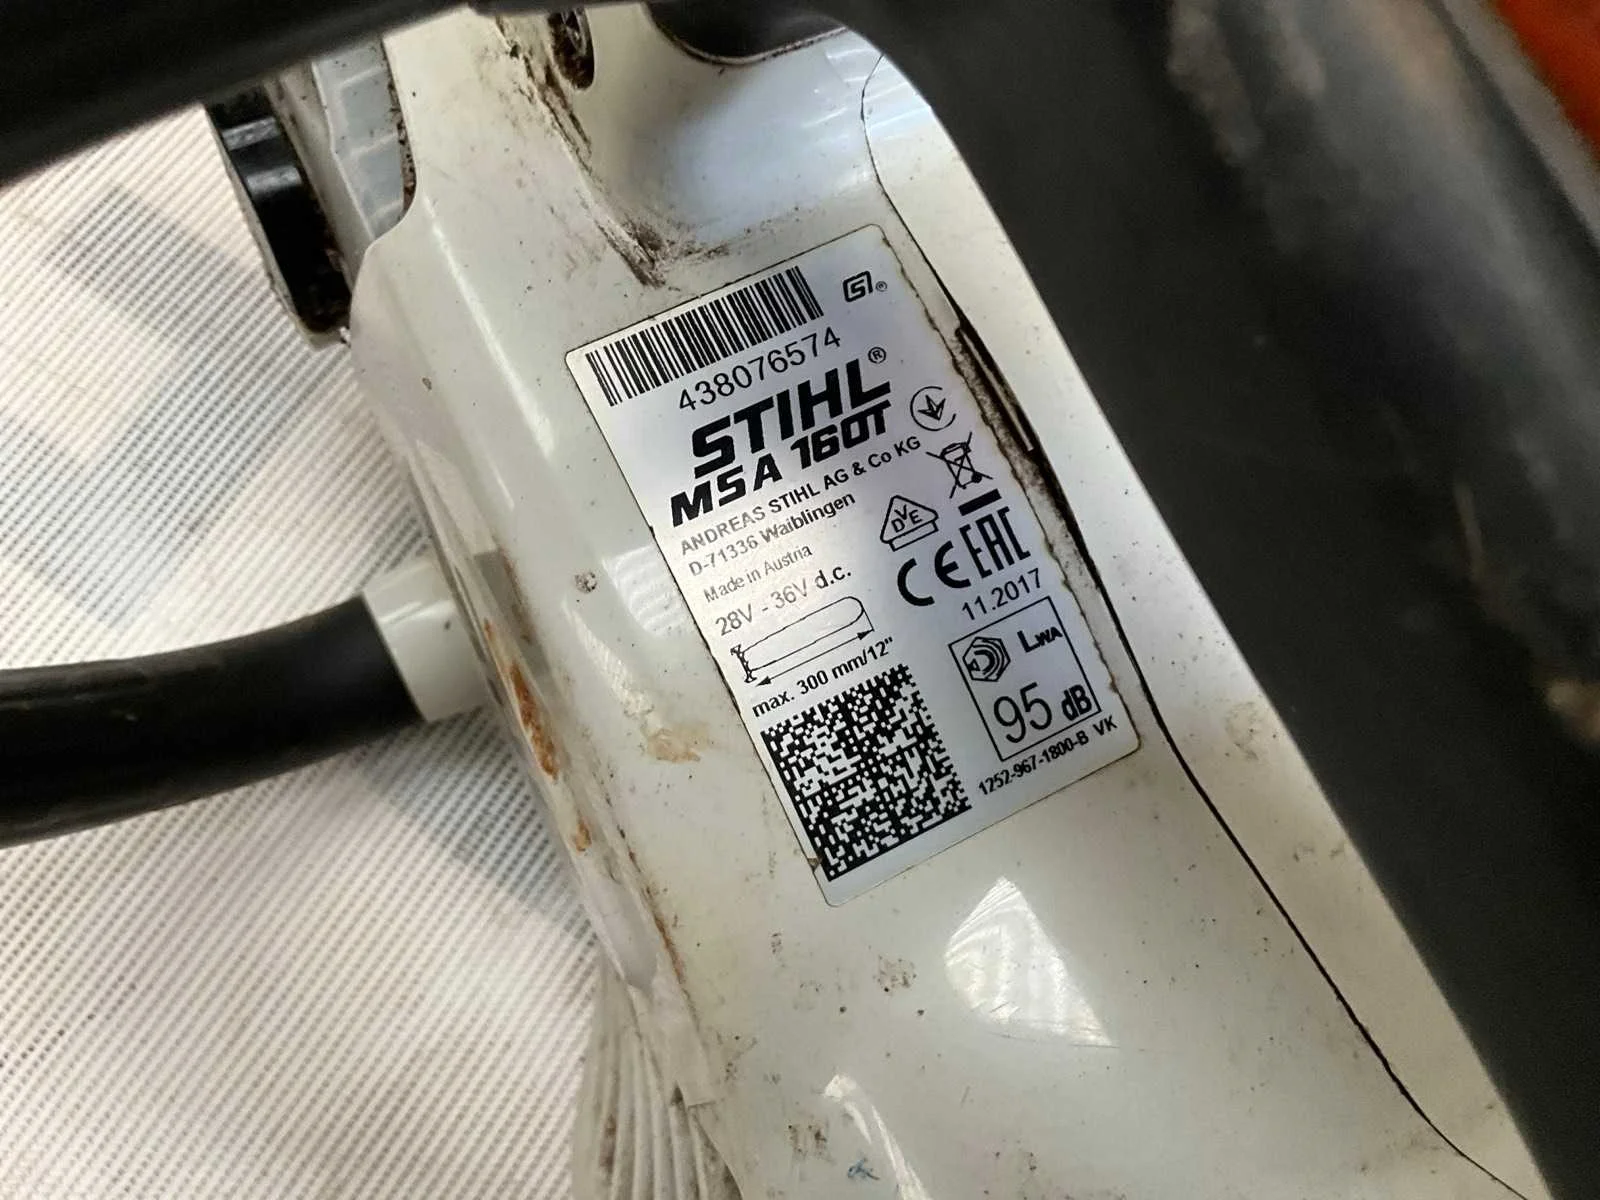 438076574
STIHL®
MSA 160T
ANDREAS STIHL AG & Co KG
D-71336 Waiblingen
Made in Austria
28V - 36V d.c.
max. 300 mm/12"
DVE
CE EAC
11.2017
LWA
95 dB
1252-967-1800-B VK